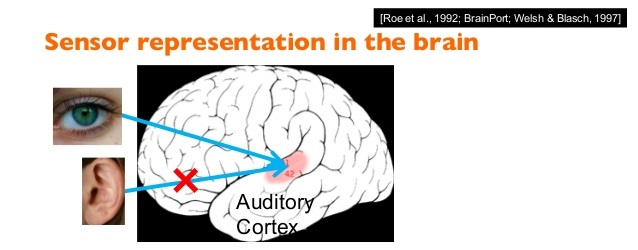 [Roe et al., 1992; BrainPort; Welsh & Blasch, 1997]
Sensor representation in the brain
42
Auditory
Cortex